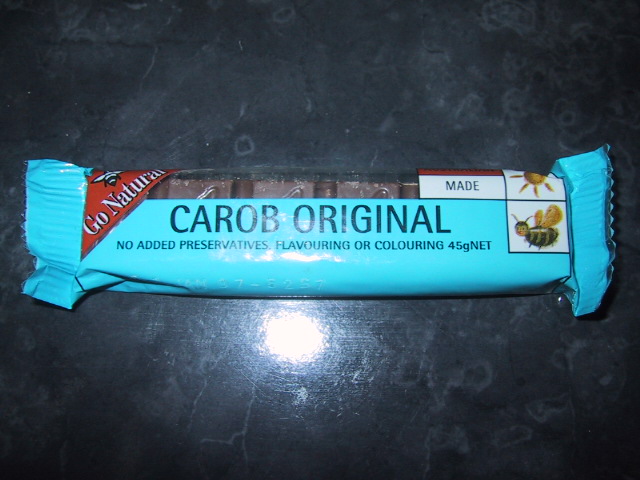 Go Natural
MADE
CAROB ORIGINAL
NO ADDED PRESERVATIVES, FLAVOURING OR COLOURING 45gNET